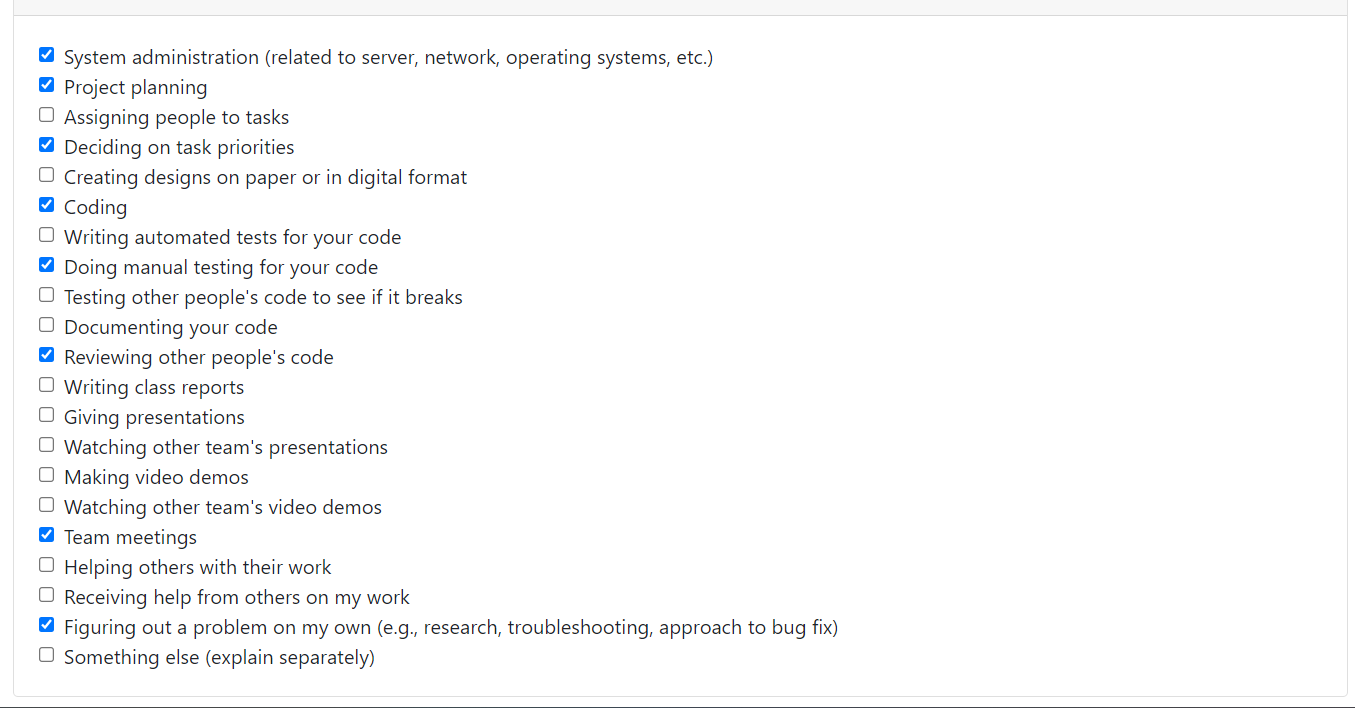 System administration (related to server, network, operating systems, etc.)
Project planning
Assigning people to tasks
Deciding on task priorities
Creating designs on paper or in digital format
Coding
Writing automated tests for your code
Doing manual testing for your code
Testing other people's code to see if it breaks
Documenting your code
Reviewing other people's code
Writing class reports
Giving presentations
Watching other team's presentations
Making video demos
Watching other team's video demos
Team meetings
Helping others with their work
Receiving help from others on my work
Figuring out a problem on my own (e.g., research, troubleshooting, approach to bug fix)
Something else (explain separately)